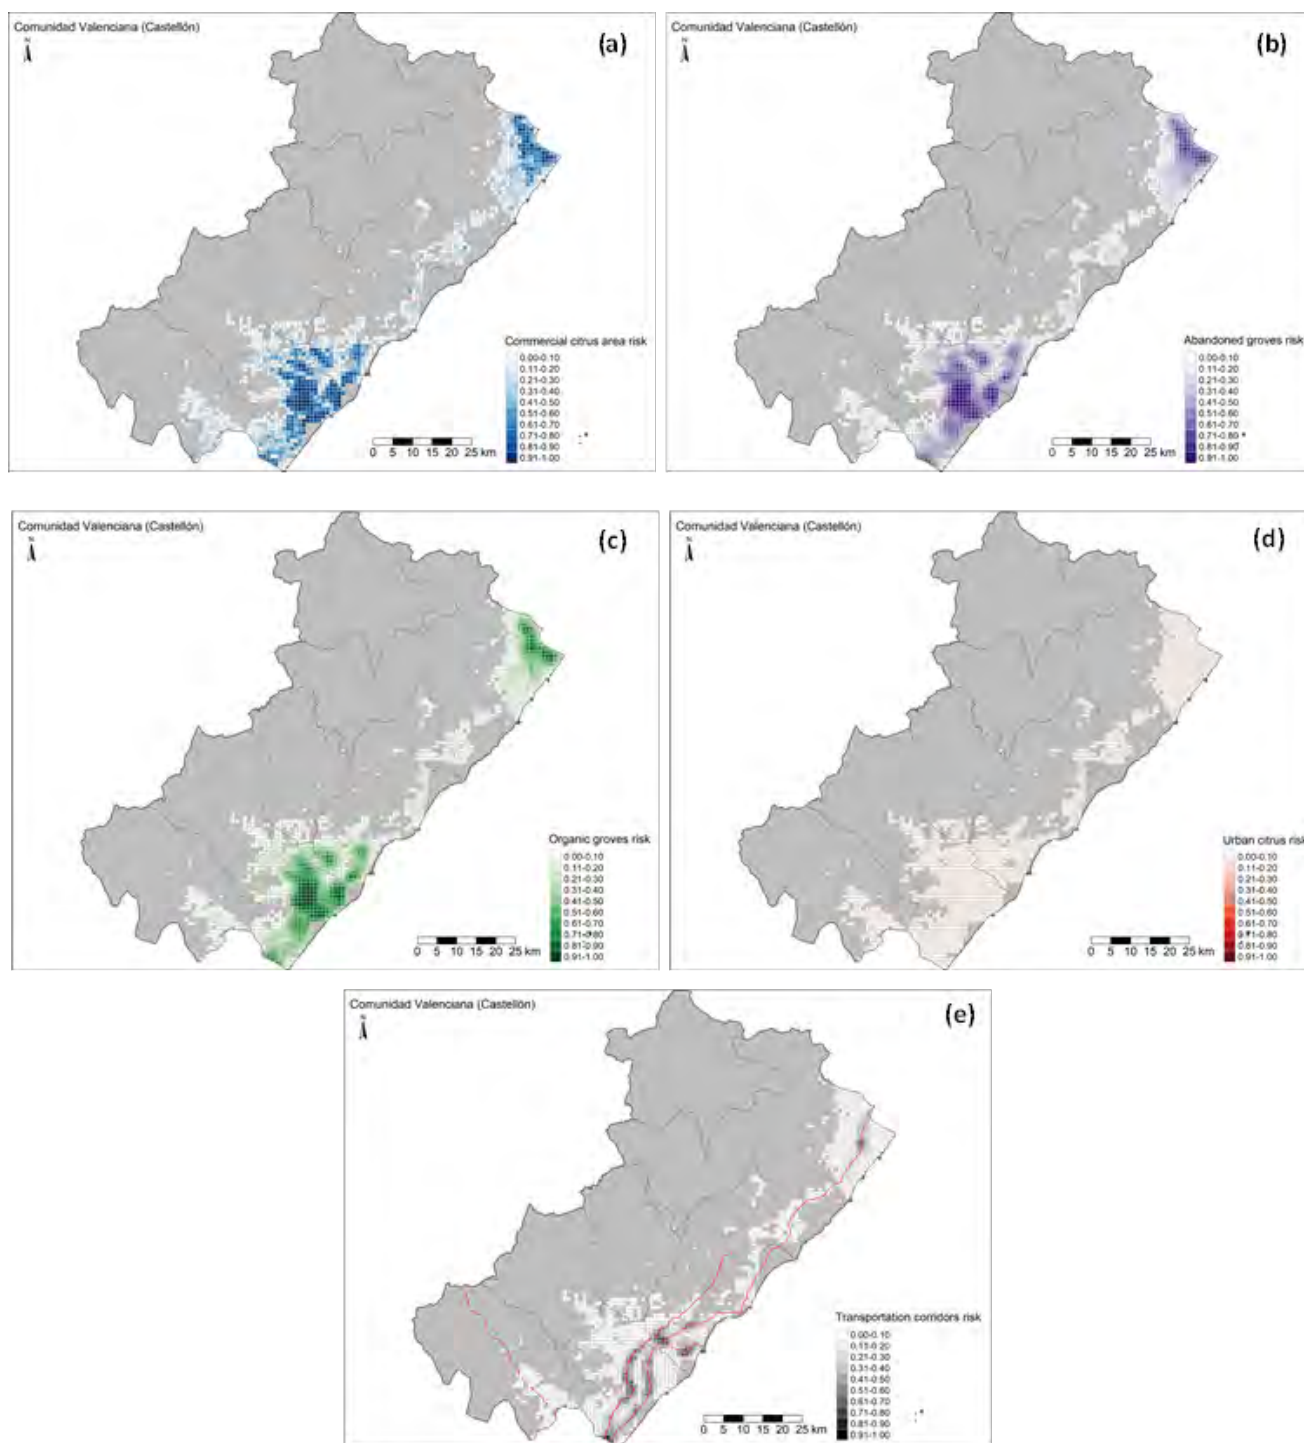 Comunidad Valenciana (Castellón)
N
(a)
Commercial citrus area risk
0.00-0.10
0.11-0.20
0.21-0.30
0.31-0.40
0.41-0.50
0.51-0.60
0.61-0.70
0.71-0.80
0.81-0.90
0.91-1.00
0 5 10 15 20 25 km
Comunidad Valenciana (Castellón)
N
(b)
Abandoned groves risk
0.00-0.10
0.11-0.20
0.21-0.30
0.31-0.40
0.41-0.50
0.51-0.60
0.61-0.70
0.71-0.80
0.81-0.90
0.91-1.00
0 5 10 15 20 25 km
Comunidad Valenciana (Castellón)
N
(c)
Organic groves risk
0.00-0.10
0.11-0.20
0.21-0.30
0.31-0.40
0.41-0.50
0.51-0.60
0.61-0.70
0.71-0.80
0.81-0.90
0.91-1.00
0 5 10 15 20 25 km
Comunidad Valenciana (Castellón)
N
(d)
Urban citrus risk
0.00-0.10
0.11-0.20
0.21-0.30
0.31-0.40
0.41-0.50
0.51-0.60
0.61-0.70
0.71-0.80
0.81-0.90
0.91-1.00
0 5 10 15 20 25 km
Comunidad Valenciana (Castellón)
N
(e)
Transportation corridors risk
0.00-0.10
0.11-0.20
0.21-0.30
0.31-0.40
0.41-0.50
0.51-0.60
0.61-0.70
0.71-0.80
0.81-0.90
0.91-1.00
0 5 10 15 20 25 km